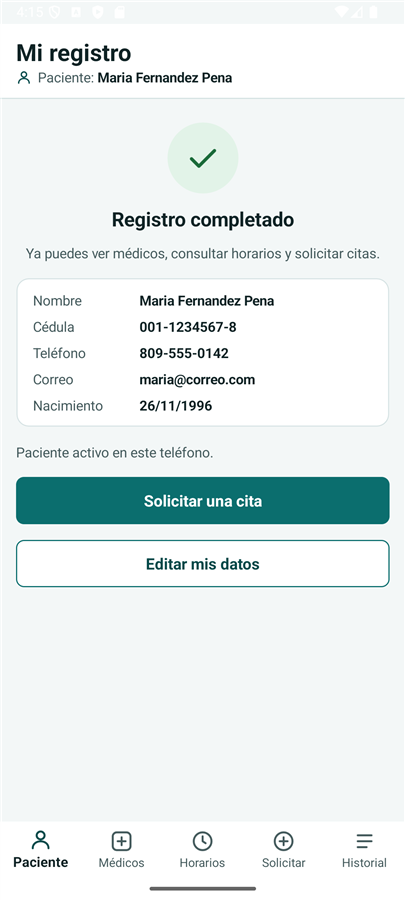 4:15
Mi registro
Paciente: Maria Fernandez Pena
Registro completado
Ya puedes ver médicos, consultar horarios y solicitar citas.
Nombre Maria Fernandez Pena
Cédula 001-1234567-8
Teléfono 809-555-0142
Correo maria@correo.com
Nacimiento 26/11/1996
Paciente activo en este teléfono.
Solicitar una cita
Editar mis datos
Paciente Médicos Horarios Solicitar Historial